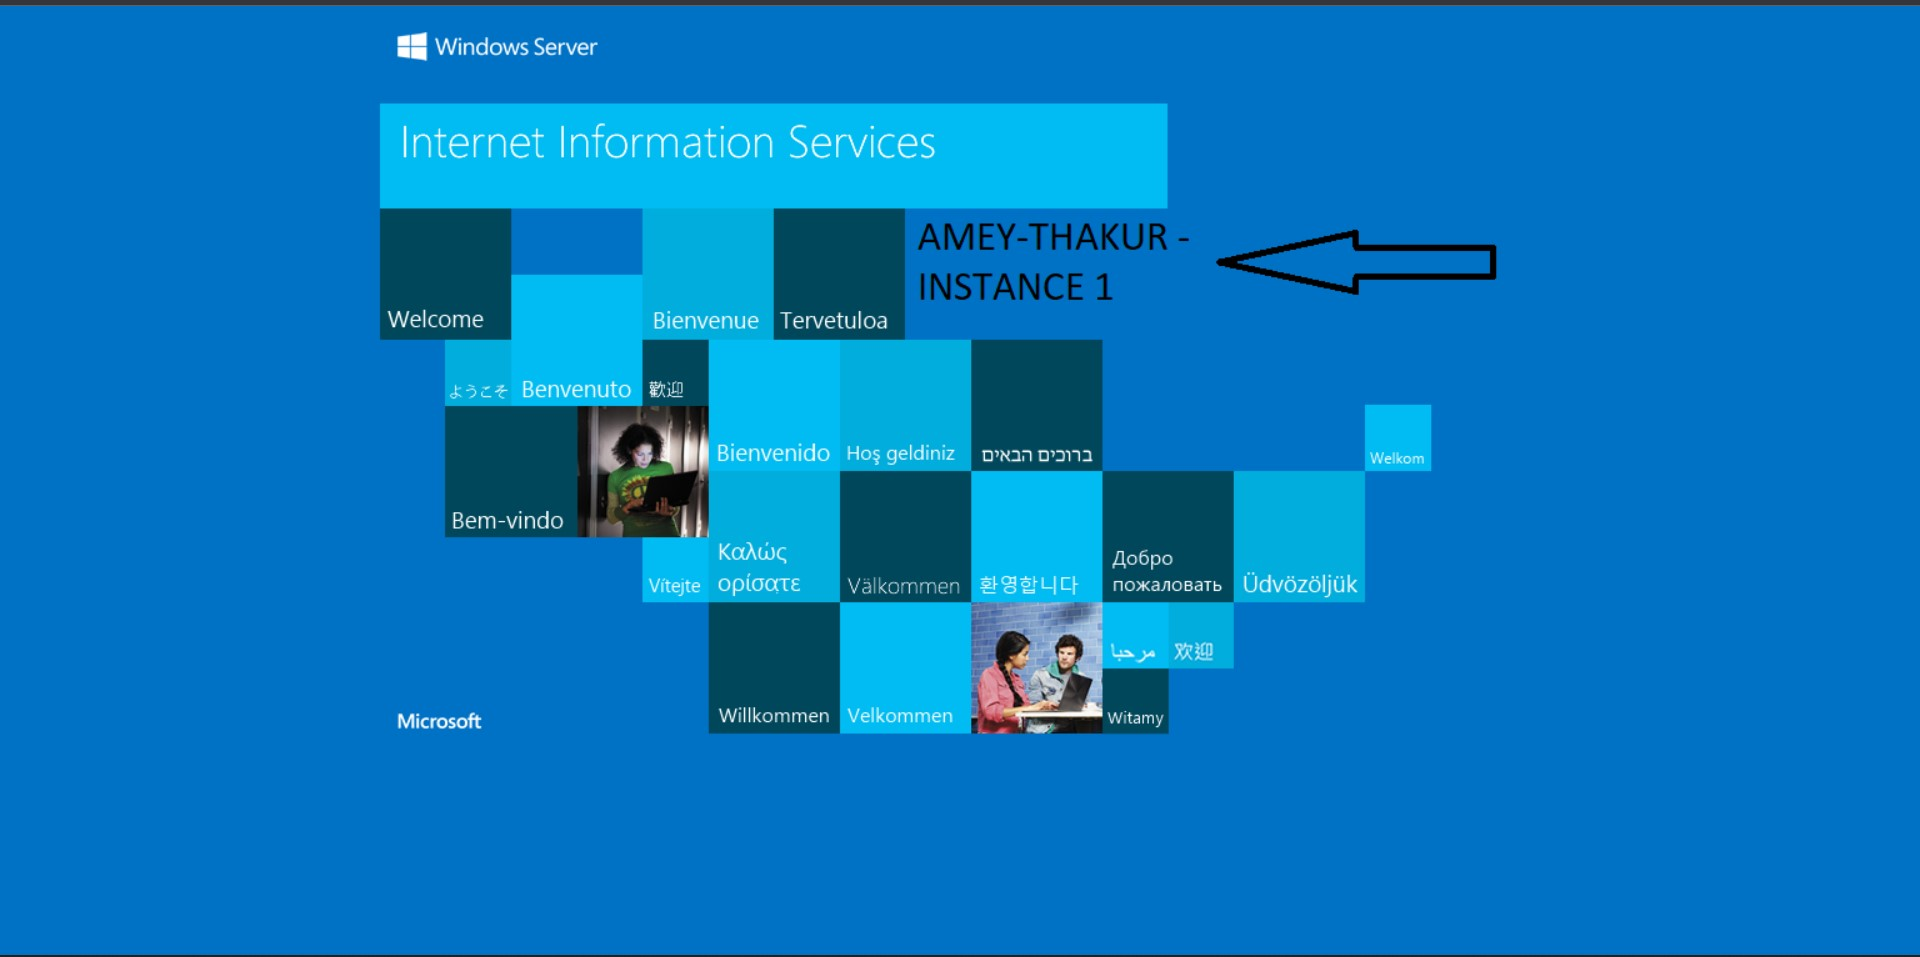 Windows Server
Internet Information Services
AMEY-THAKUR -
INSTANCE 1
Welcome
Bienvenue
Tervetuloa
ようこそ
Benvenuto
歡迎
Bienvenido
Hoş geldiniz
ברוכים הבאים
Welkom
Bem-vindo
Vítejte
Καλώς
ορίσατε
Välkommen
환영합니다
Добро
пожаловать
Üdvözöljük
مرحبا
欢迎
Willkommen
Velkommen
Witamy
Microsoft